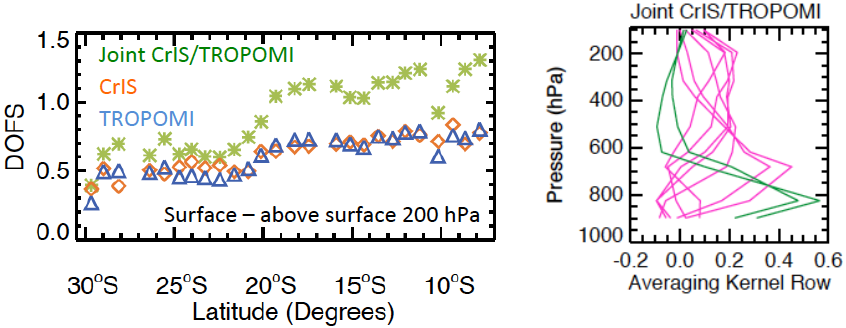 1.5
1.0
0.5
0.0
DOFS
Joint CrIS/TROPOMI
CrIS
TROPOMI
Surface – above surface 200 hPa
30°S 25°S 20°S 15°S 10°S
Latitude (Degrees)
Joint CrIS/TROPOMI
200
400
600
800
1000
Pressure (hPa)
-0.2 0.0 0.2 0.4 0.6
Averaging Kernel Row